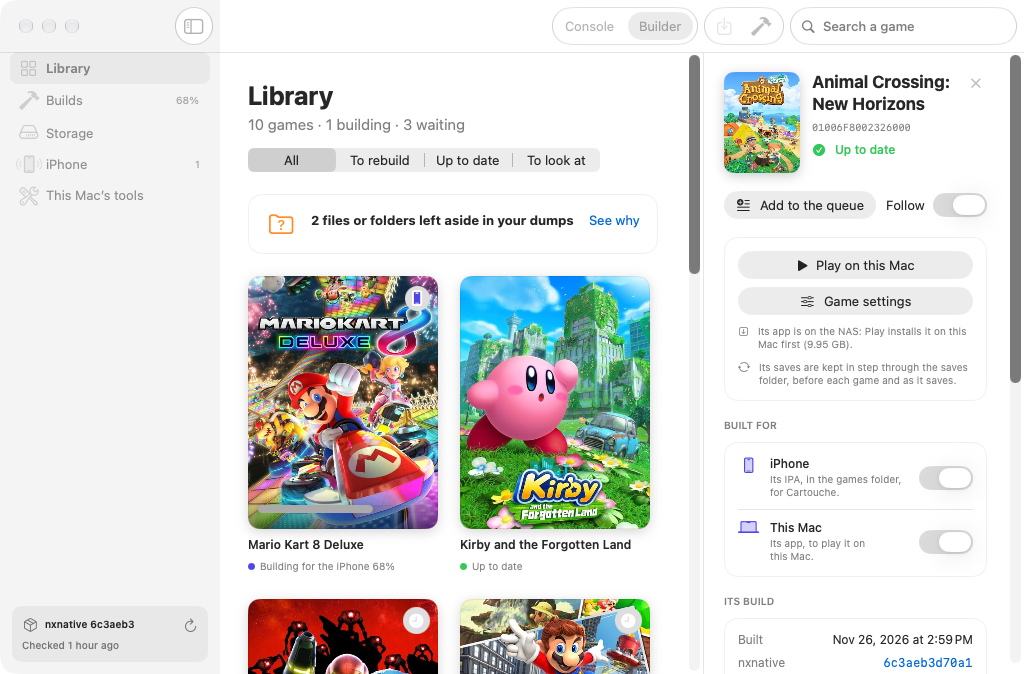 Console
Builder
Search a game
Library
Builds
68%
Storage
iPhone
1
This Mac's tools
nxnative 6c3aeb3
Checked 1 hour ago
Library
10 games · 1 building · 3 waiting
All
To rebuild
Up to date
To look at
?
2 files or folders left aside in your dumps
See why
MARIOKART 8
DELUXE
Mario Kart 8 Deluxe
Building for the iPhone 68%
Kirby
and the
Forgotten Land
Kirby and the Forgotten Land
Up to date
Animal
Crossing
Animal Crossing:
New Horizons
01006F8002326000
Up to date
Add to the queue
Follow
Play on this Mac
Game settings
Its app is on the NAS: Play installs it on this
Mac first (9.95 GB).
Its saves are kept in step through the saves
folder, before each game and as it saves.
BUILT FOR
iPhone
Its IPA, in the games folder,
for Cartouche.
This Mac
Its app, to play it on
this Mac.
ITS BUILD
Built
Nov 26, 2026 at 2:59 PM
nxnative
6c3aeb3d70a1